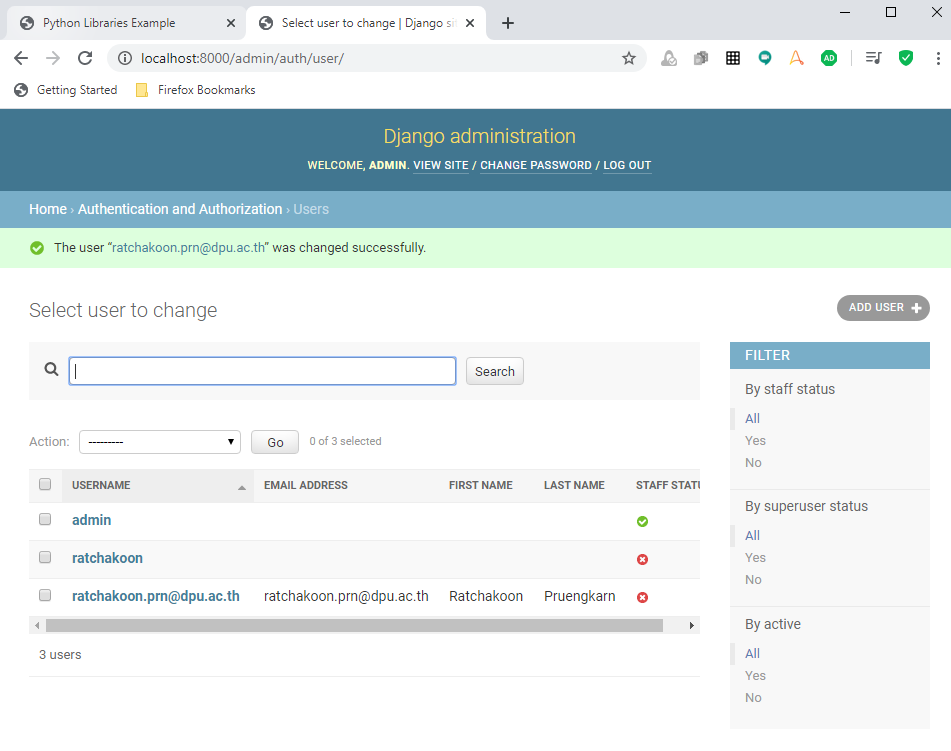 Python Libraries Example
Select user to change | Django si
localhost:8000/admin/auth/user/
Getting Started
Firefox Bookmarks
Django administration
WELCOME, ADMIN. VIEW SITE / CHANGE PASSWORD / LOG OUT
Home › Authentication and Authorization › Users
The user “ratchakoon.prn@dpu.ac.th” was changed successfully.
Select user to change
ADD USER
Search
Action: --------- Go 0 of 3 selected
USERNAME EMAIL ADDRESS FIRST NAME LAST NAME STAFF STATU
admin
ratchakoon
ratchakoon.prn@dpu.ac.th ratchakoon.prn@dpu.ac.th Ratchakoon Pruengkarn
3 users
FILTER
By staff status
All
Yes
No
By superuser status
All
Yes
No
By active
All
Yes
No